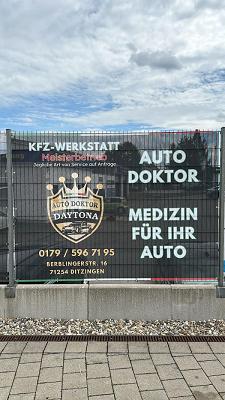 KFZ-WERKSTATT
Meisterbetrieb
Jegliche Art von Service auf Anfrage
AUTO DOKTOR
DAYTONA
0179 / 596 71 95
BERBLINGERSTR. 16
71254 DITZINGEN
AUTO
DOKTOR
MEDIZIN
FÜR IHR
AUTO